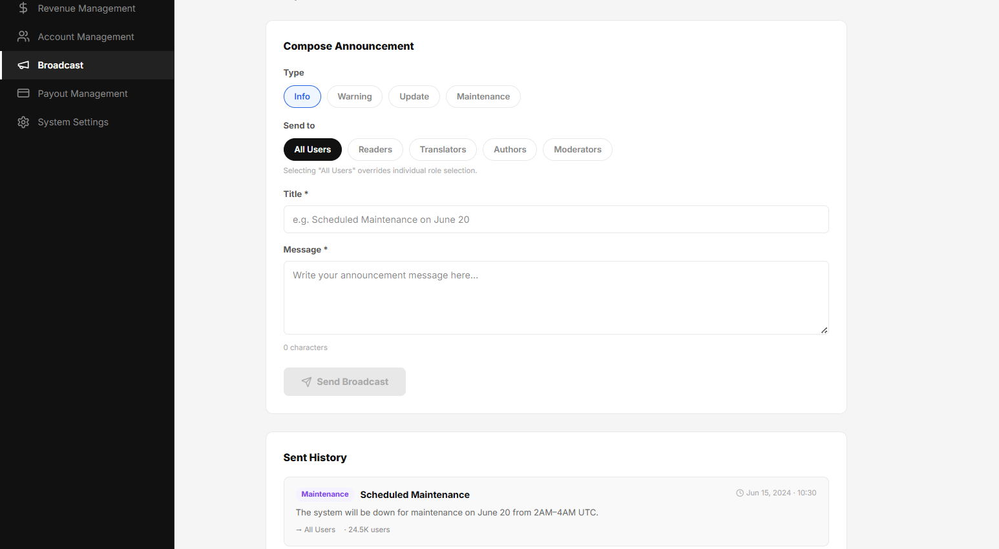 Revenue Management
Account Management
Broadcast
Payout Management
System Settings
Compose Announcement
Type
Info Warning Update Maintenance
Send to
All Users Readers Translators Authors Moderators
Selecting "All Users" overrides individual role selection.
Title *
e.g. Scheduled Maintenance on June 20
Message *
Write your announcement message here...
0 characters
Send Broadcast
Sent History
Maintenance Scheduled Maintenance Jun 15, 2024 · 10:30
The system will be down for maintenance on June 20 from 2AM–4AM UTC.
→ All Users · 24.5K users